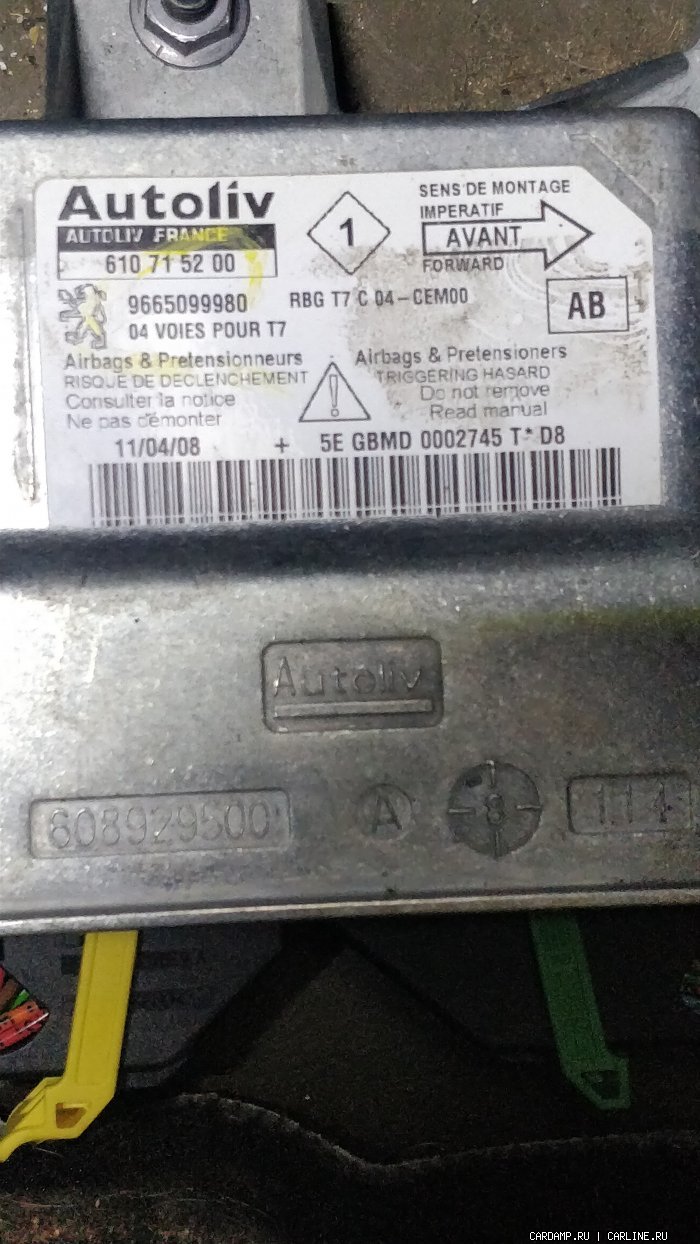 Autoliv
AUTOLIV FRANCE
610 71 52 00
1
SENS DE MONTAGE
IMPERATIF
AVANT
FORWARD
9665099980
RBG T7 C 04-CEM00
04 VOIES POUR T7
AB
Airbags & Pretensionneurs
RISQUE DE DECLENCHEMENT
Consulter la notice
Ne pas démonter
Airbags & Pretensioners
TRIGGERING HASARD
Do not remove
Read manual
11/04/08 + 5E GBMD 0002745 T* D8
Autoliv
608929500
A
8
114
CARDAMP.RU | CARLINE.RU